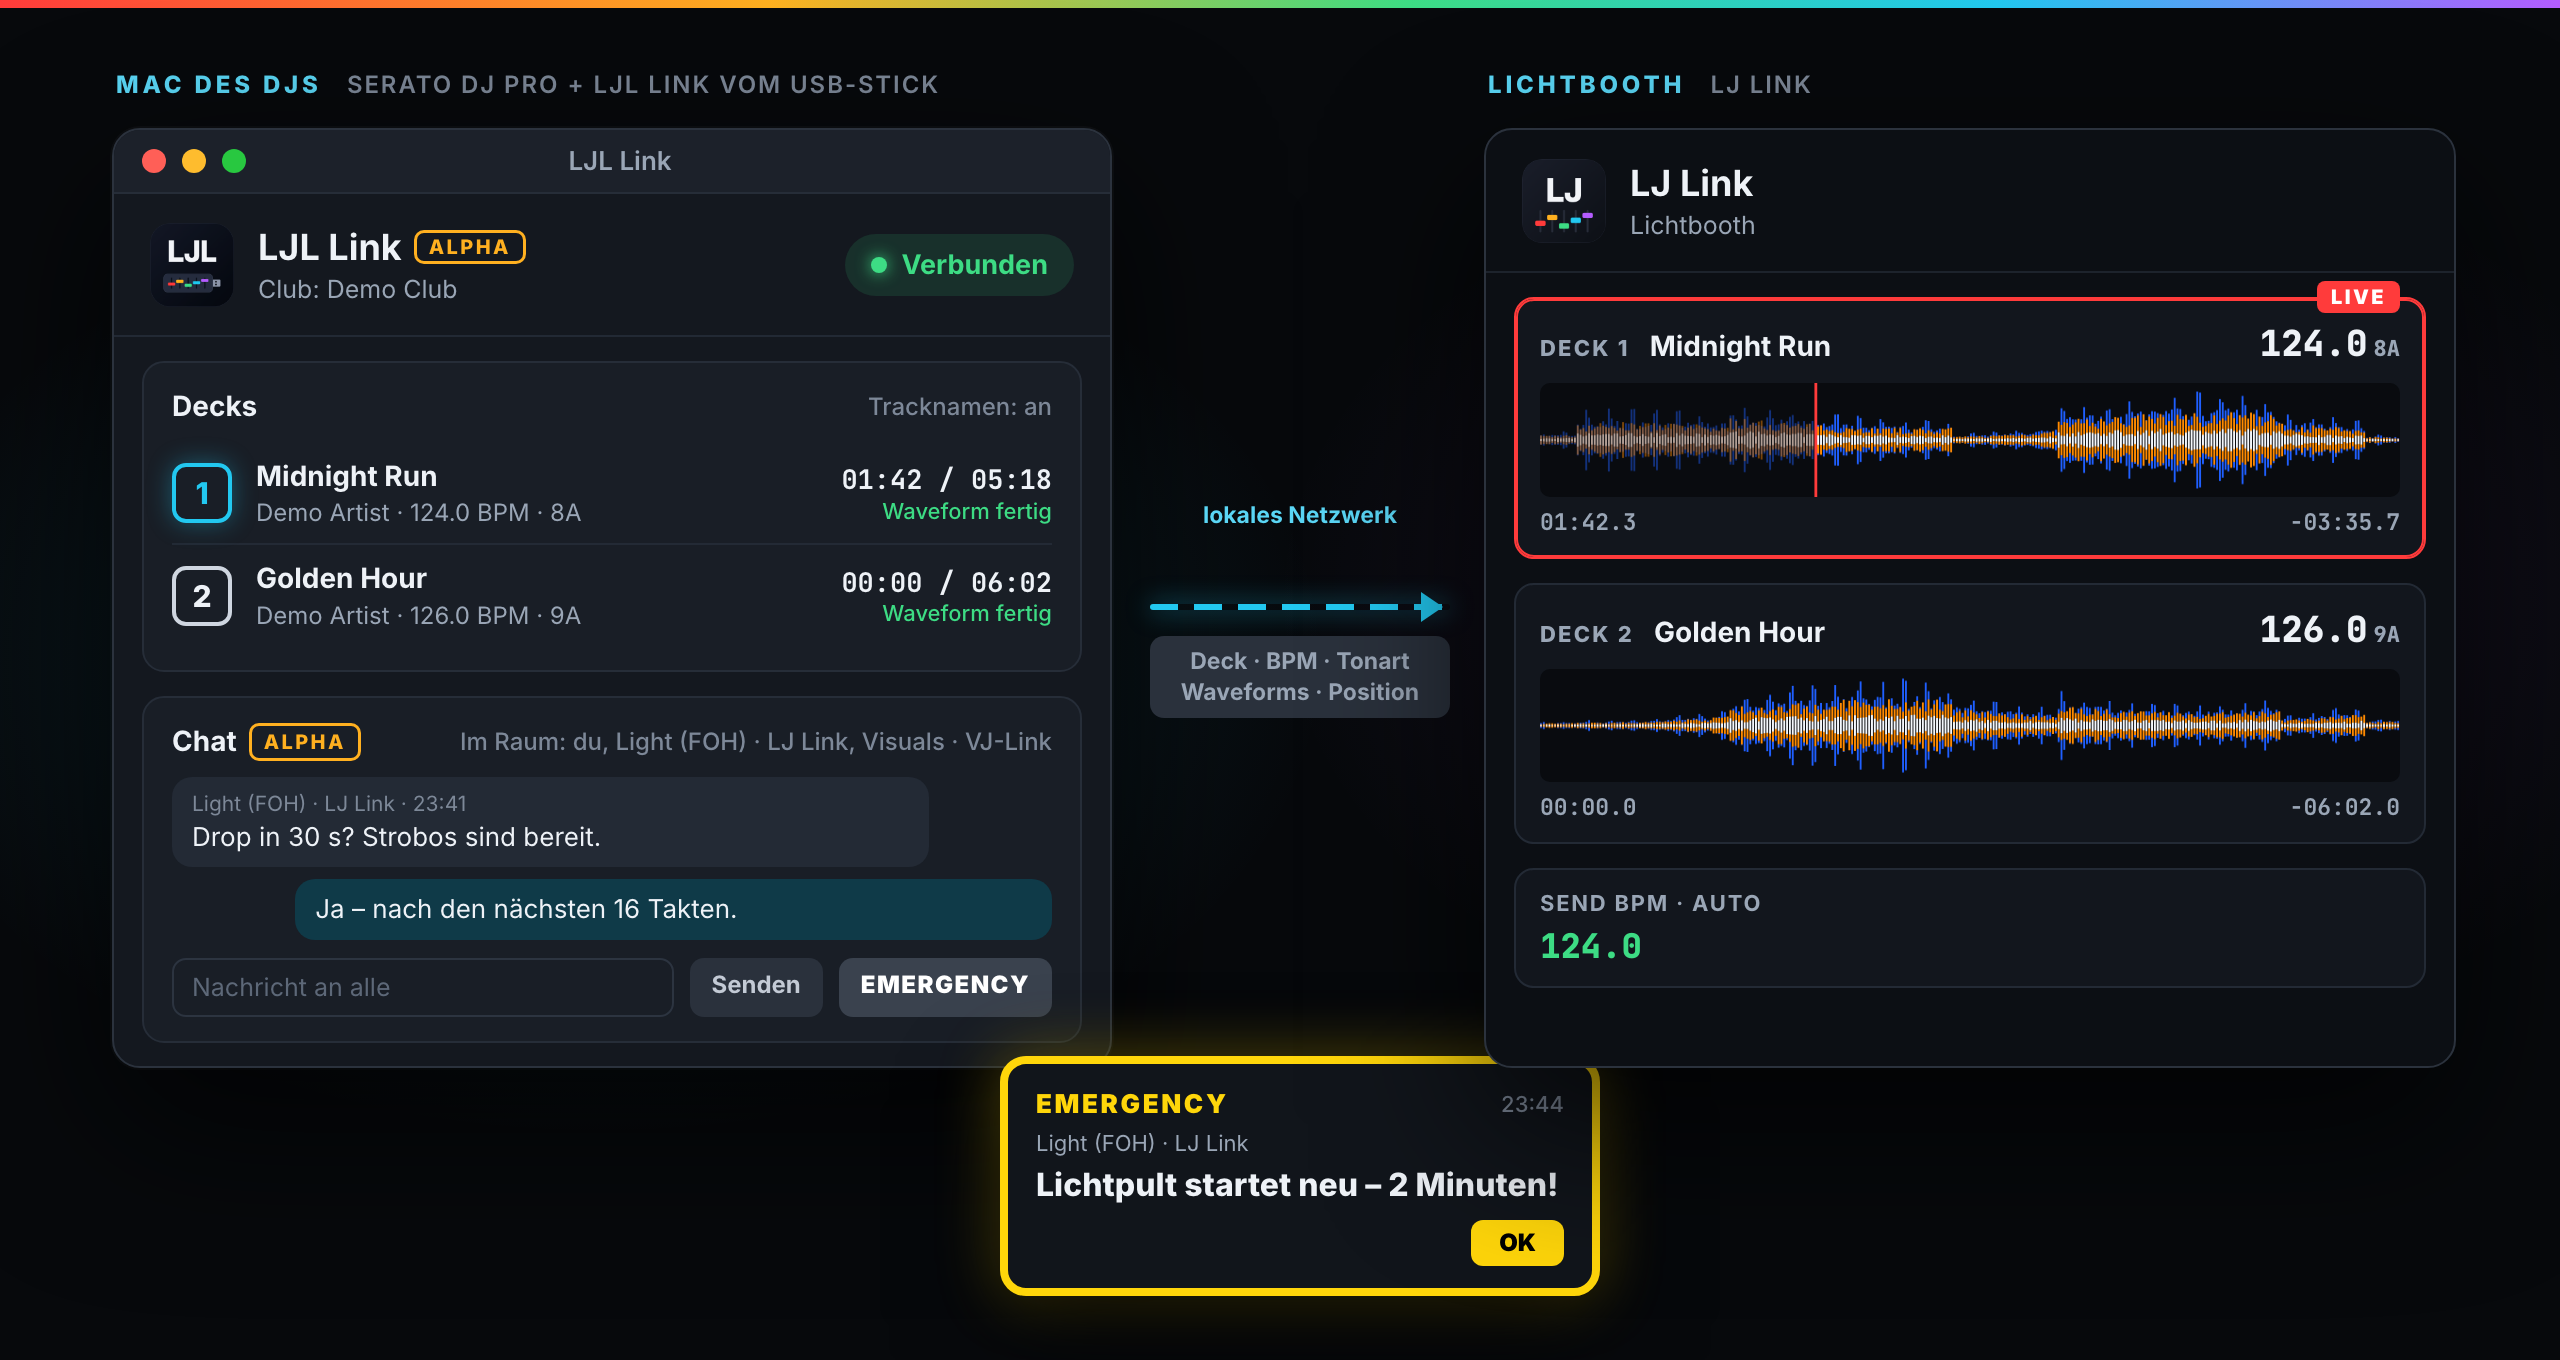 MAC DES DJS SERATO DJ PRO + LJL LINK VOM USB-STICK
LJL Link
LJL
LJL Link ALPHA
Club: Demo Club
Verbunden
Decks
Tracknamen: an
1
Midnight Run
01:42 / 05:18
Demo Artist · 124.0 BPM · 8A
Waveform fertig
2
Golden Hour
00:00 / 06:02
Demo Artist · 126.0 BPM · 9A
Waveform fertig
Chat ALPHA
Im Raum: du, Light (FOH) · LJ Link, Visuals · VJ-Link
Light (FOH) · LJ Link · 23:41
Drop in 30 s? Strobos sind bereit.
Ja – nach den nächsten 16 Takten.
Nachricht an alle
Senden
EMERGENCY
lokales Netzwerk
Deck · BPM · Tonart
Waveforms · Position
LICHTBOOTH LJ LINK
LJ
LJ Link
Lichtbooth
LIVE
DECK 1 Midnight Run
124.0 8A
01:42.3
-03:35.7
DECK 2 Golden Hour
126.0 9A
00:00.0
-06:02.0
SEND BPM · AUTO
124.0
EMERGENCY
23:44
Light (FOH) · LJ Link
Lichtpult startet neu – 2 Minuten!
OK